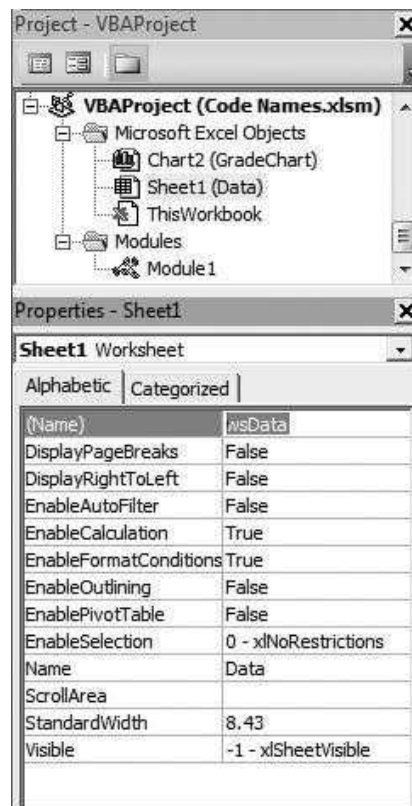 Project - VBAProject
VBAProject (Code Names.xlsm)
Microsoft Excel Objects
Chart2 (GradeChart)
Sheet1 (Data)
ThisWorkbook
Modules
Module1
Properties - Sheet1
Sheet1 Worksheet
Alphabetic Categorized
(Name) wsData
DisplayPageBreaks False
DisplayRightToLeft False
EnableAutoFilter False
EnableCalculation True
EnableFormatConditions True
EnableOutlining False
EnablePivotTable False
EnableSelection 0 - xlNoRestrictions
Name Data
ScrollArea
StandardWidth 8.43
Visible -1 - xlSheetVisible